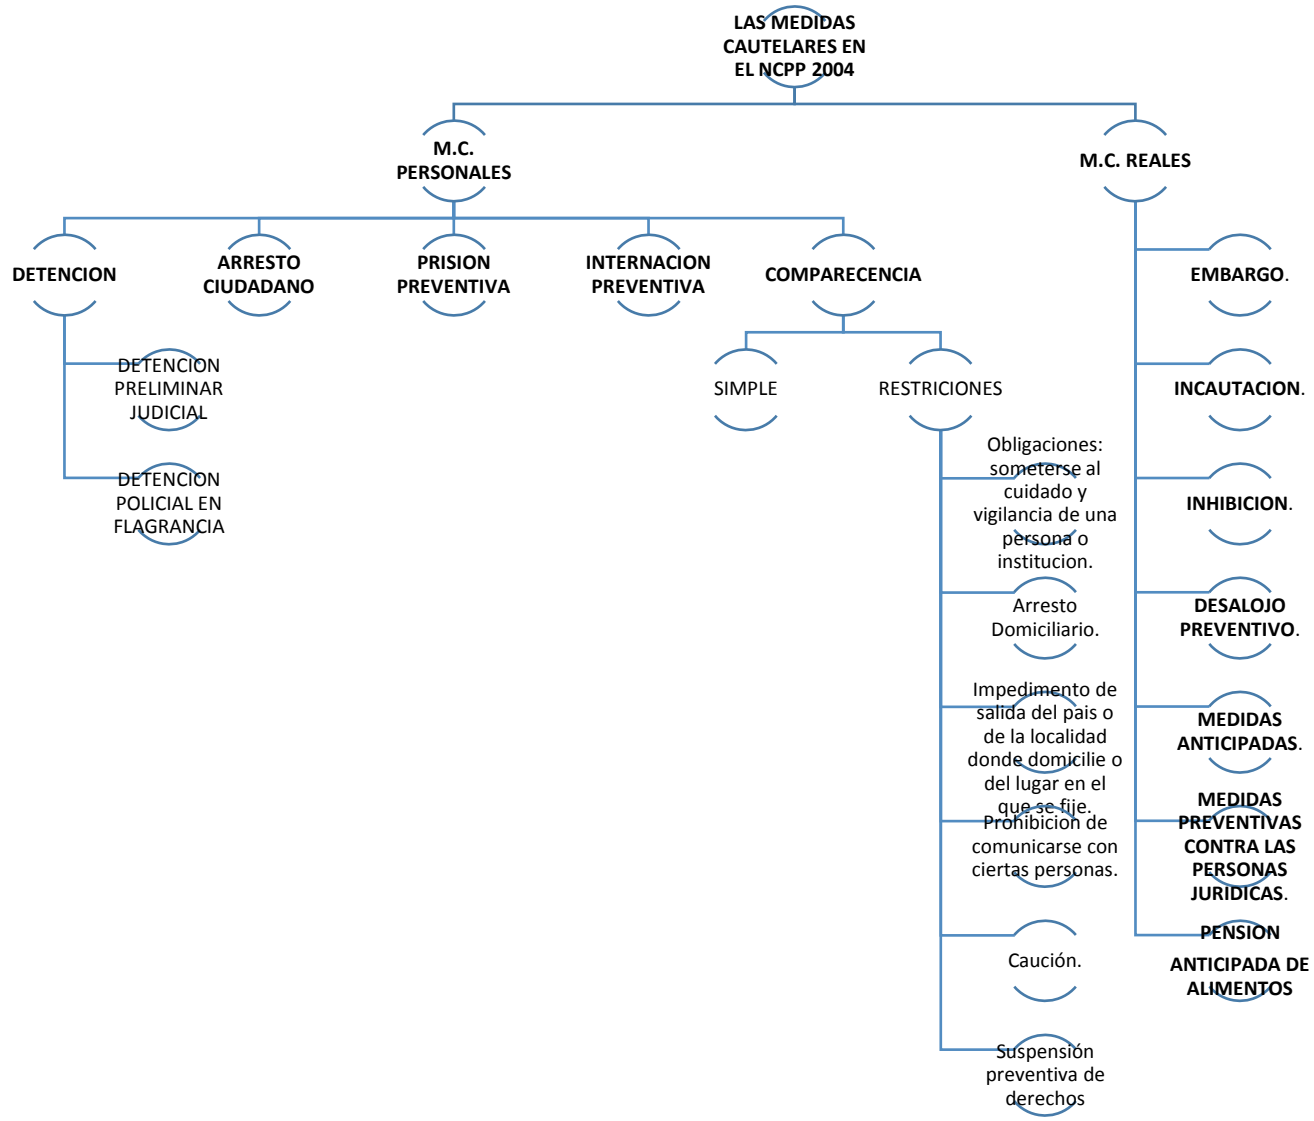 LAS MEDIDAS
CAUTELARES EN
EL NCPP 2004
M.C.
PERSONALES
M.C. REALES
DETENCION
ARRESTO
CIUDADANO
PRISION
PREVENTIVA
INTERNACION
PREVENTIVA
COMPARECENCIA
DETENCION
PRELIMINAR
JUDICIAL
DETENCION
POLICIAL EN
FLAGRANCIA
SIMPLE
RESTRICIONES
Obligaciones:
someterse al
cuidado y
vigilancia de una
persona o
institucion.
Arresto
Domiciliario.
Impedimento de
salida del pais o
de la localidad
donde domicilie o
del lugar en el
que se fije.
Prohibicion de
comunicarse con
ciertas personas.
Caución.
Suspensión
preventiva de
derechos
EMBARGO.
INCAUTACION.
INHIBICION.
DESALOJO
PREVENTIVO.
MEDIDAS
ANTICIPADAS.
MEDIDAS
PREVENTIVAS
CONTRA LAS
PERSONAS
JURIDICAS.
PENSION
ANTICIPADA DE
ALIMENTOS